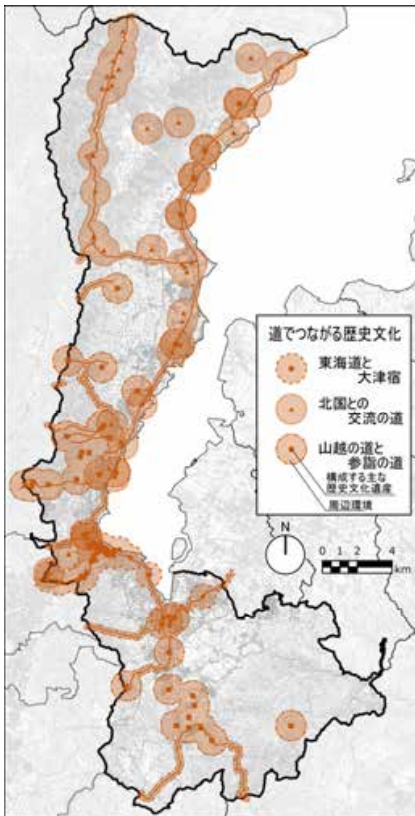 道でつながる歴史文化
東海道と
大津宿
北国との
交流の道
山越の道と
参詣の道
構成する主な
歴史文化遺産
周辺環境
N
0 1 2 4
km